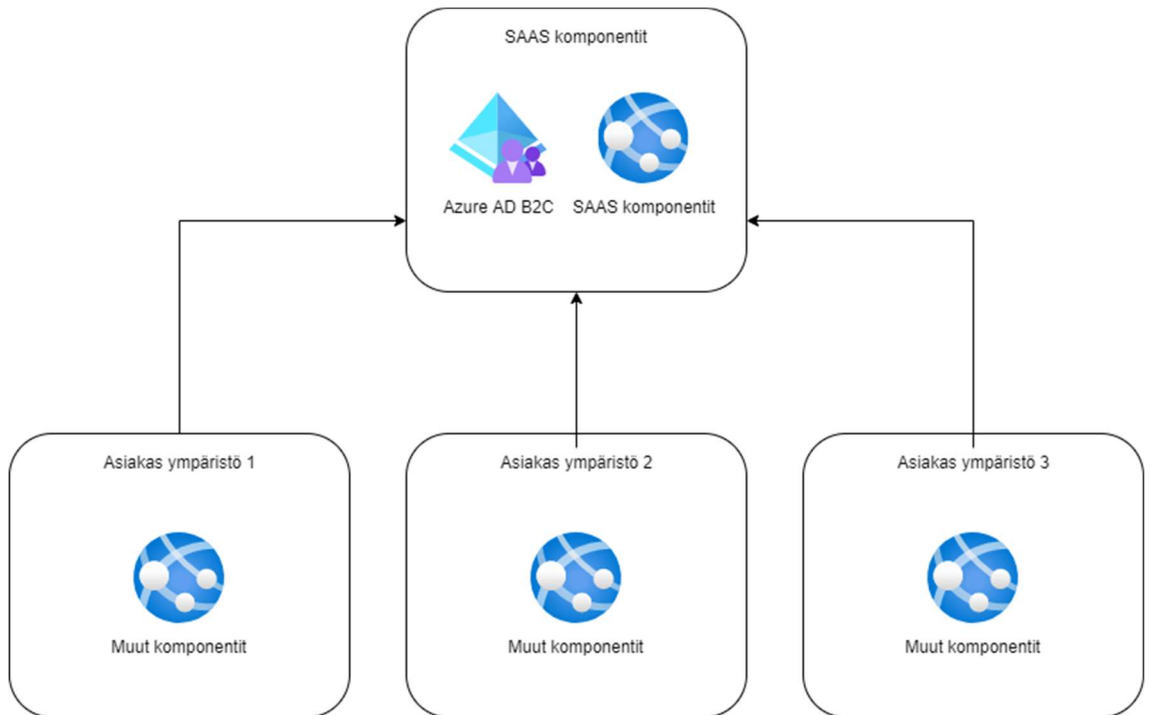 SAAS komponentit
Azure AD B2C
SAAS komponentit
Asiakas ympäristö 1
Asiakas ympäristö 2
Asiakas ympäristö 3
Muut komponentit
Muut komponentit
Muut komponentit